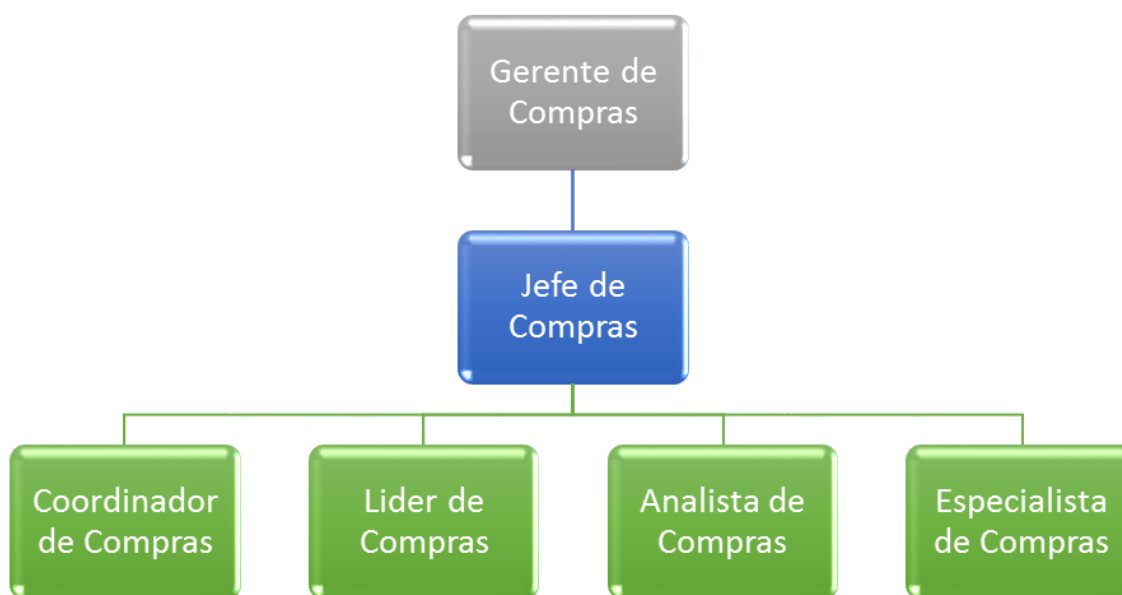 Gerente de
Compras
Jefe de
Compras
Coordinador
de Compras
Lider de
Compras
Analista de
Compras
Especialista
de Compras